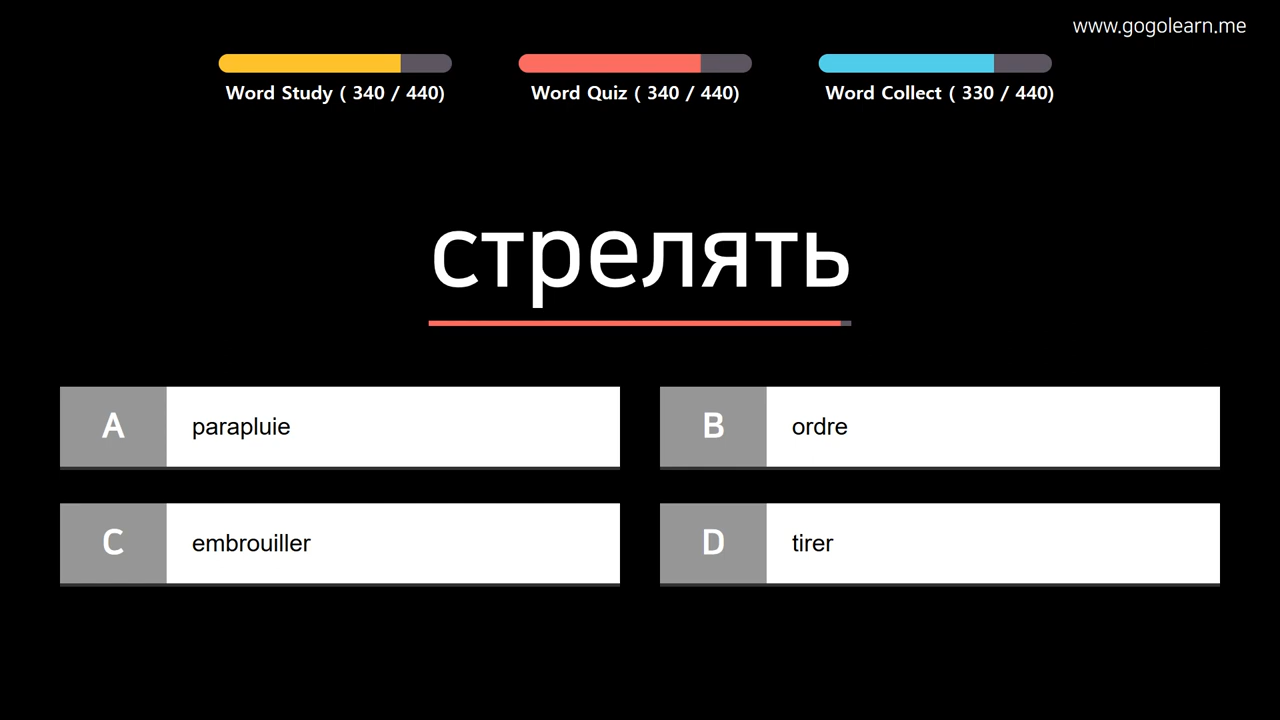 www.gogolearn.me
Word Study ( 340 / 440)
Word Quiz ( 340 / 440)
Word Collect ( 330 / 440)
стрелять
A parapluie
B ordre
C embrouiller
D tirer